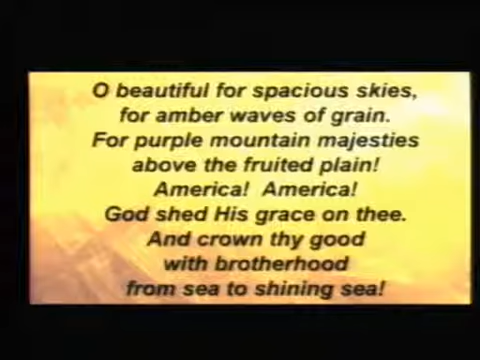 O beautiful for spacious skies,
for amber waves of grain.
For purple mountain majesties
above the fruited plain!
America!  America!
God shed His grace on thee.
And crown thy good
with brotherhood
from sea to shining sea!